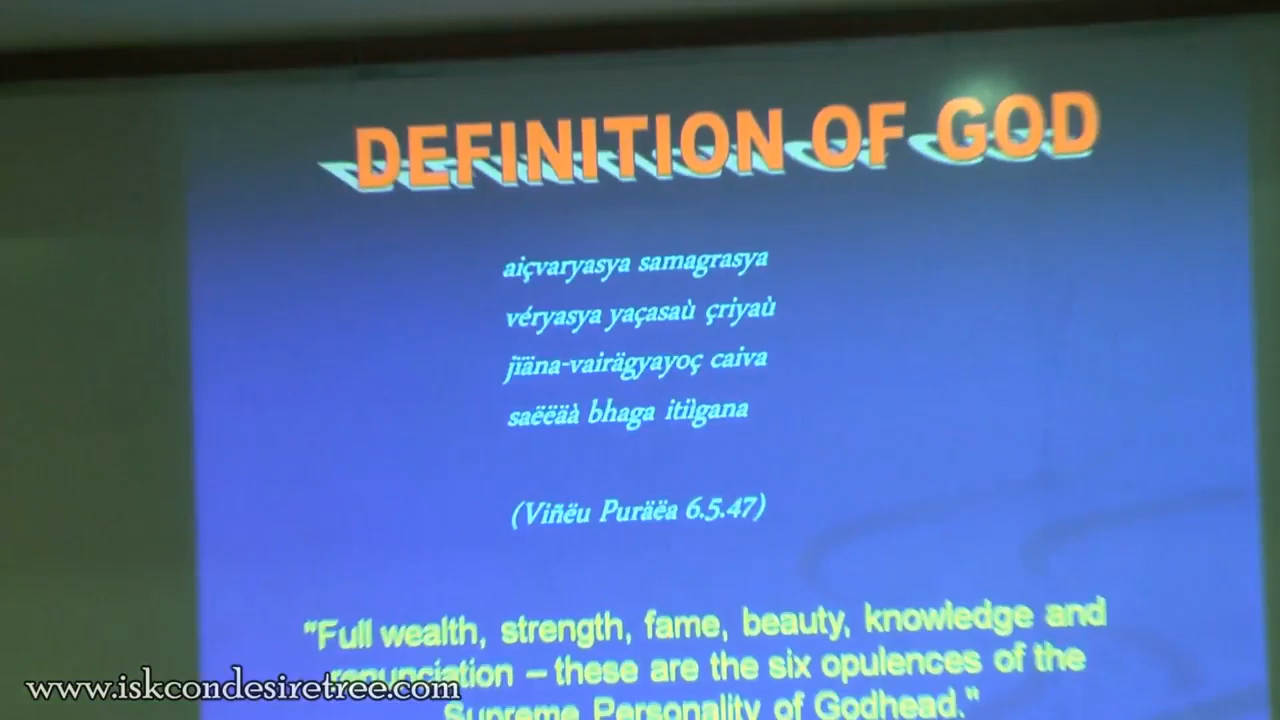 DEFINITION OF GOD
aiçvaryasya samagrasya
véryasya yaçasaù çriyaù
jïäna-vairägyayoç caiva
saëëäà bhaga itiìgana
(Viñëu Puräëa 6.5.47)
"Full wealth, strength, fame, beauty, knowledge and
renunciation – these are the six opulences of the
Supreme Personality of Godhead."
www.iskcondesiretree.com